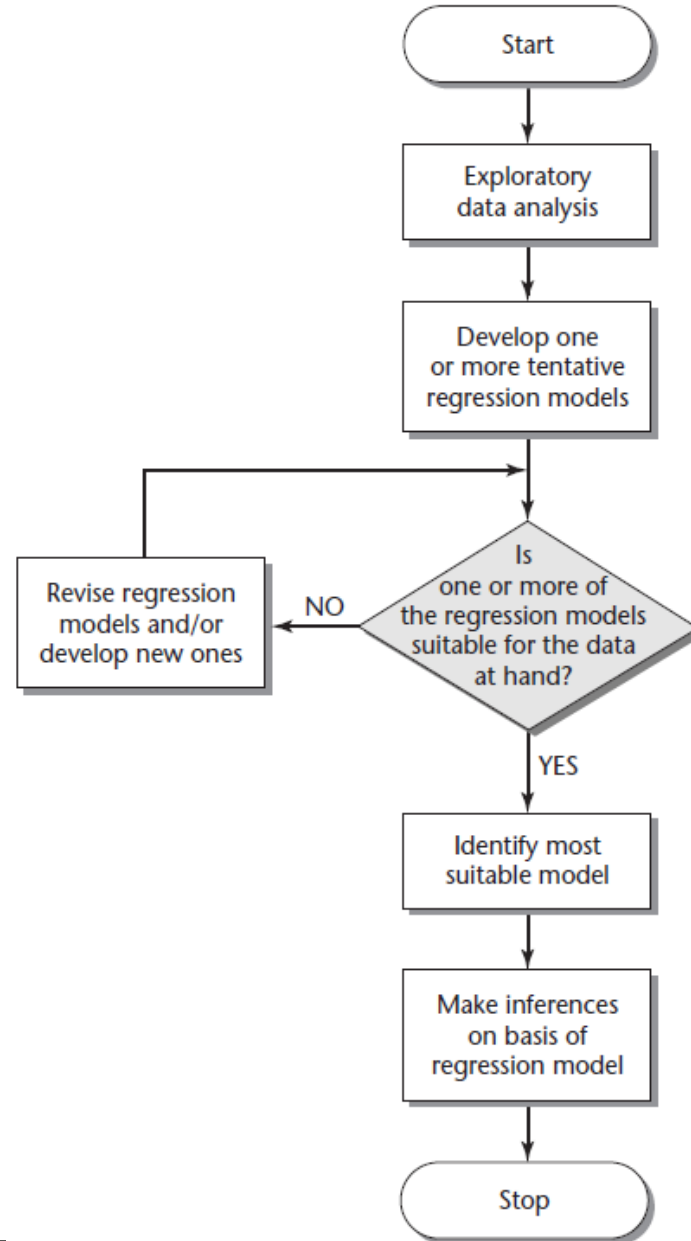 Start
Exploratory
data analysis
Develop one
or more tentative
regression models
Is
one or more of
the regression models
suitable for the data
at hand?
NO
Revise regression
models and/or
develop new ones
YES
Identify most
suitable model
Make inferences
on basis of
regression model
Stop